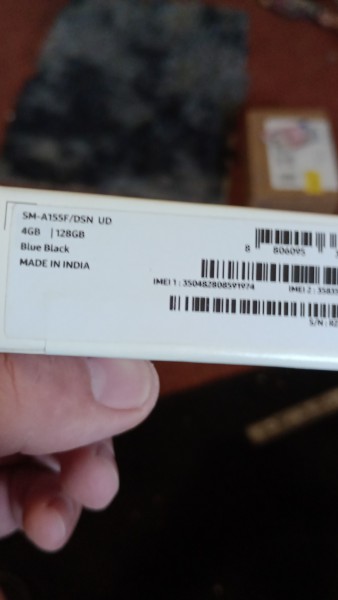 SM-A155F/DSN UD
4GB | 128GB
Blue Black
MADE IN INDIA
8 806095
IMEI 1 : 350482808591974
IMEI 2 : 3583
S/N :